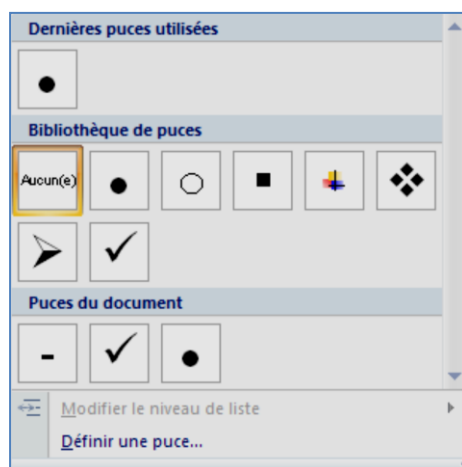 Dernières puces utilisées
Bibliothèque de puces
Aucun(e)
Puces du document
Modifier le niveau de liste
Définir une puce...